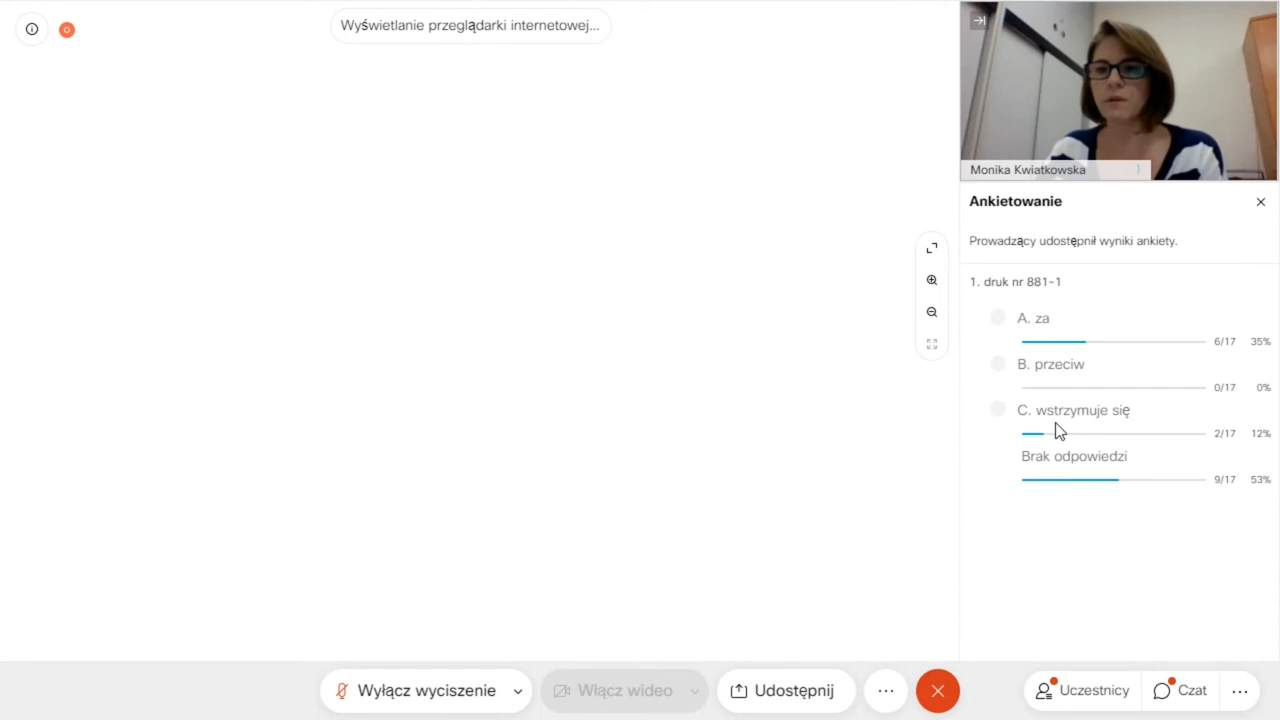 Wyświetlanie przeglądarki internetowej...
Monika Kwiatkowska
Ankietowanie
Prowadzący udostępnił wyniki ankiety.
1. druk nr 881-1
A. za
6/17 35%
B. przeciw
0/17 0%
C. wstrzymuje się
2/17 12%
Brak odpowiedzi
9/17 53%
Wyłącz wyciszenie
Włącz wideo
Udostępnij
Uczestnicy
Czat